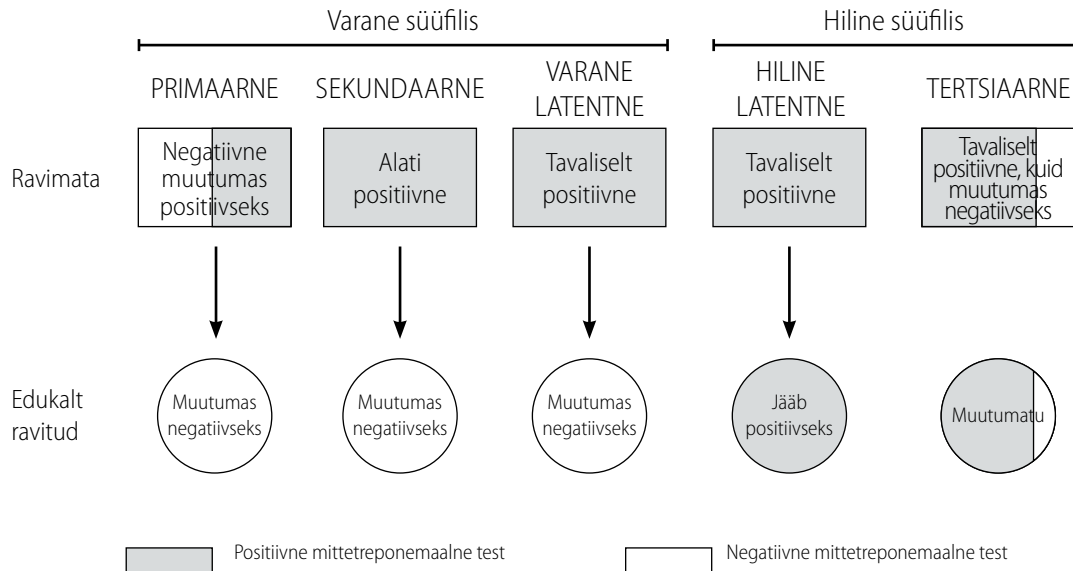 Varane süüfilis
Hiline süüfilis
PRIMAARNE
SEKUNDAARNE
VARANE
LATENTNE
HILINE
LATENTNE
TERTSIAARNE
Ravimata
Negatiivne
muutumas
positiivseks
Alati
positiivne
Tavaliselt
positiivne
Tavaliselt
positiivne
Tavaliselt
positiivne, kuid
muutumas
negatiivseks
Edukalt
ravitud
Muutumas
negatiivseks
Muutumas
negatiivseks
Muutumas
negatiivseks
Jääb
positiivseks
Muutumatu
Positiivne mittetreponemaalne test
Negatiivne mittetreponemaalne test